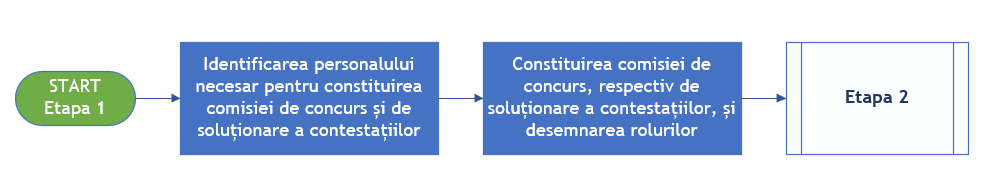 START
Etapa 1
Identificarea personalului
necesar pentru constituirea
comisiei de concurs și de
soluționare a contestațiilor
Constituirea comisiei de
concurs, respectiv de
soluționare a contestațiilor, și
desemnarea rolurilor
Etapa 2